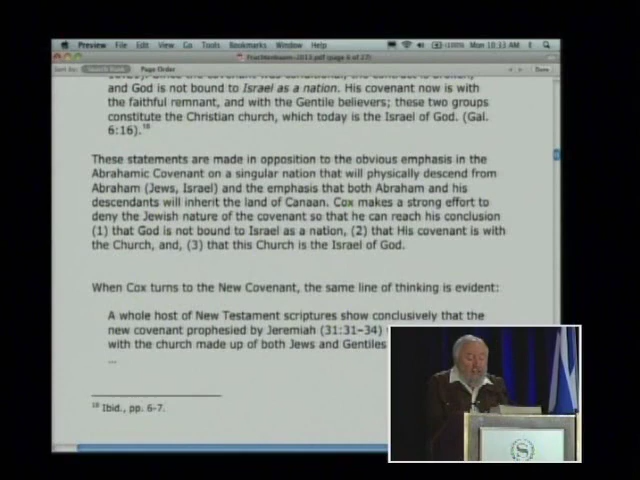 Preview File Edit View Go Tools Bookmarks Window Help Mon 10:33 AM
Fruchtenbaum-2013.pdf (page 6 of 27)
Sort By: Search Rank Page Order Done
and God is not bound to Israel as a nation. His covenant now is with
the faithful remnant, and with the Gentile believers; these two groups
constitute the Christian church, which today is the Israel of God. (Gal.
6:16).18
These statements are made in opposition to the obvious emphasis in the
Abrahamic Covenant on a singular nation that will physically descend from
Abraham (Jews, Israel) and the emphasis that both Abraham and his
descendants will inherit the land of Canaan. Cox makes a strong effort to
deny the Jewish nature of the covenant so that he can reach his conclusion
(1) that God is not bound to Israel as a nation, (2) that His covenant is with
the Church, and, (3) that this Church is the Israel of God.
When Cox turns to the New Covenant, the same line of thinking is evident:
A whole host of New Testament scriptures show conclusively that the
new covenant prophesied by Jeremiah (31:31–34)
with the church made up of both Jews and Gentiles
...
18 Ibid., pp. 6-7.